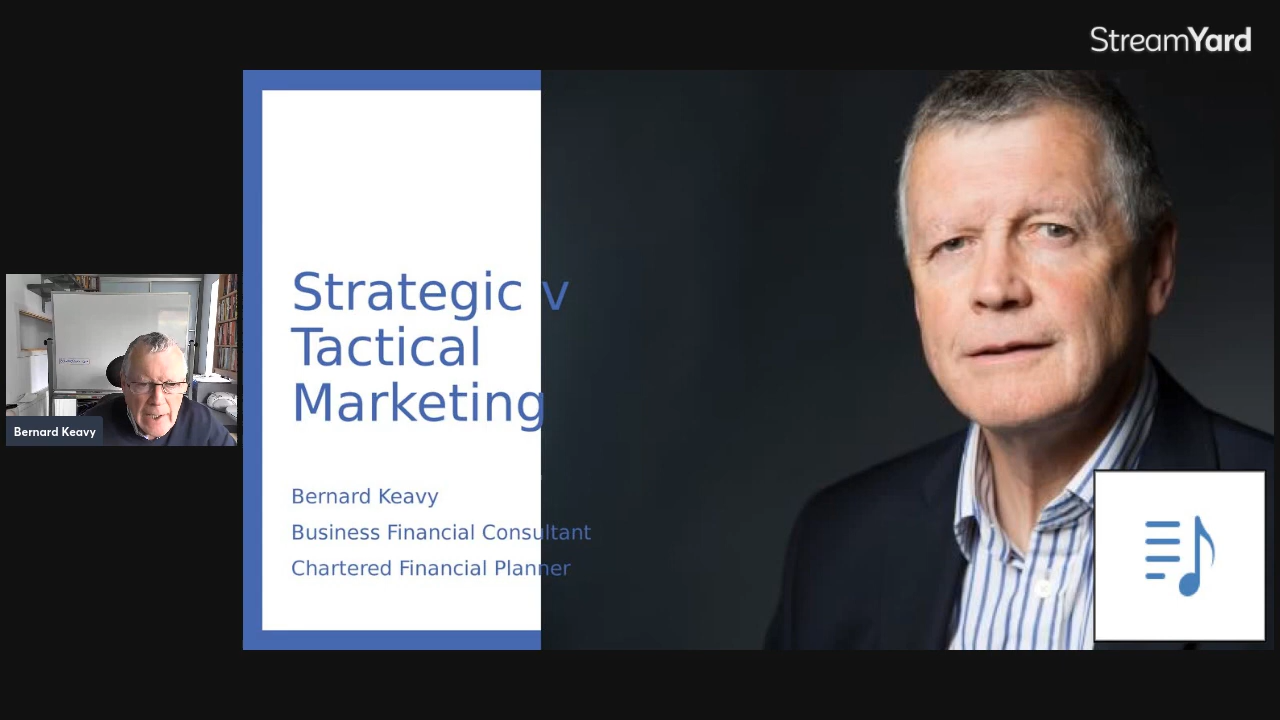 StreamYard
Strategic v
Tactical
Marketing
Bernard Keavy
Business Financial Consultant
Chartered Financial Planner
Bernard Keavy